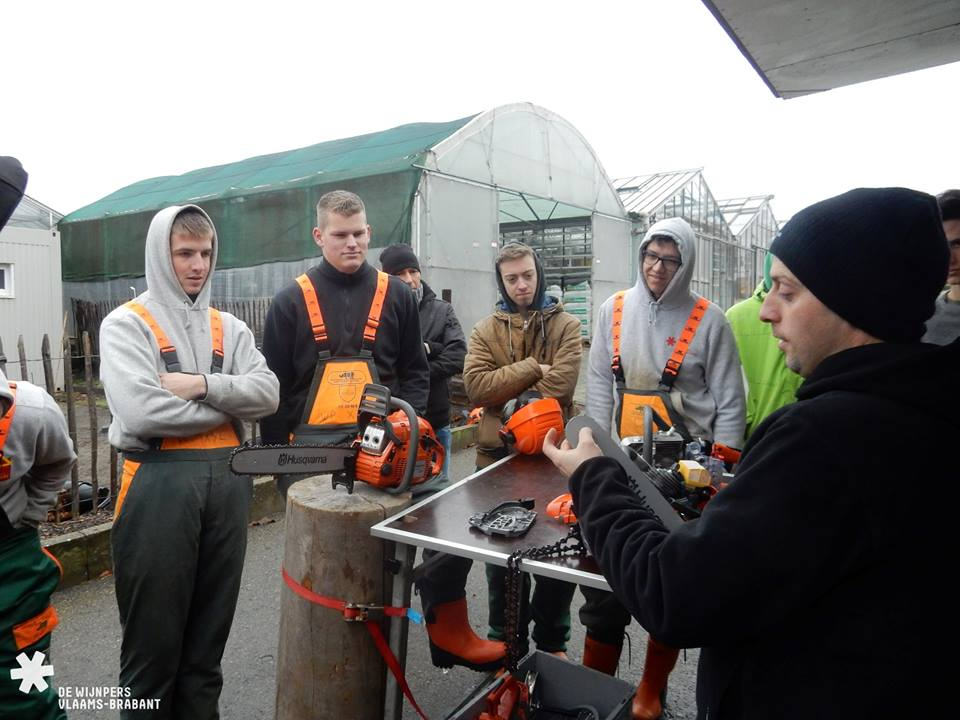 Husqvarna
DE WIJNPERS
VLAAMS-BRABANT